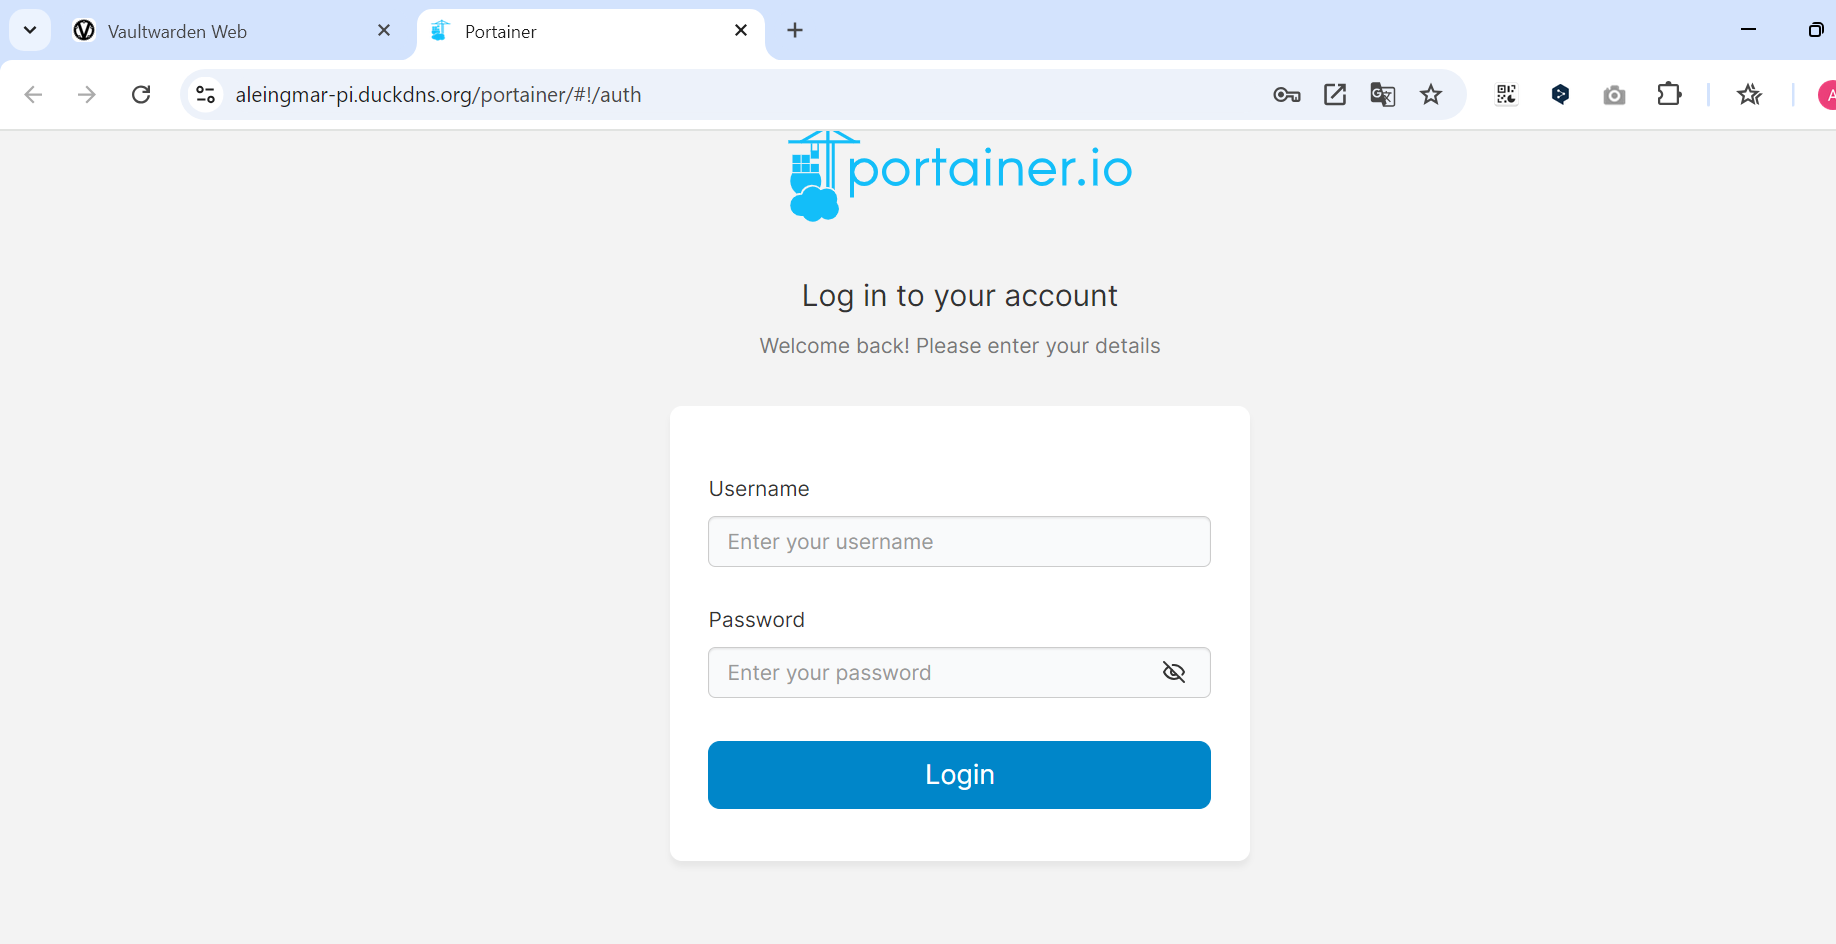 Vaultwarden Web
Portainer
aleingmar-pi.duckdns.org/portainer/#!/auth
A
portainer.io
Log in to your account
Welcome back! Please enter your details
Username
Enter your username
Password
Enter your password
Login